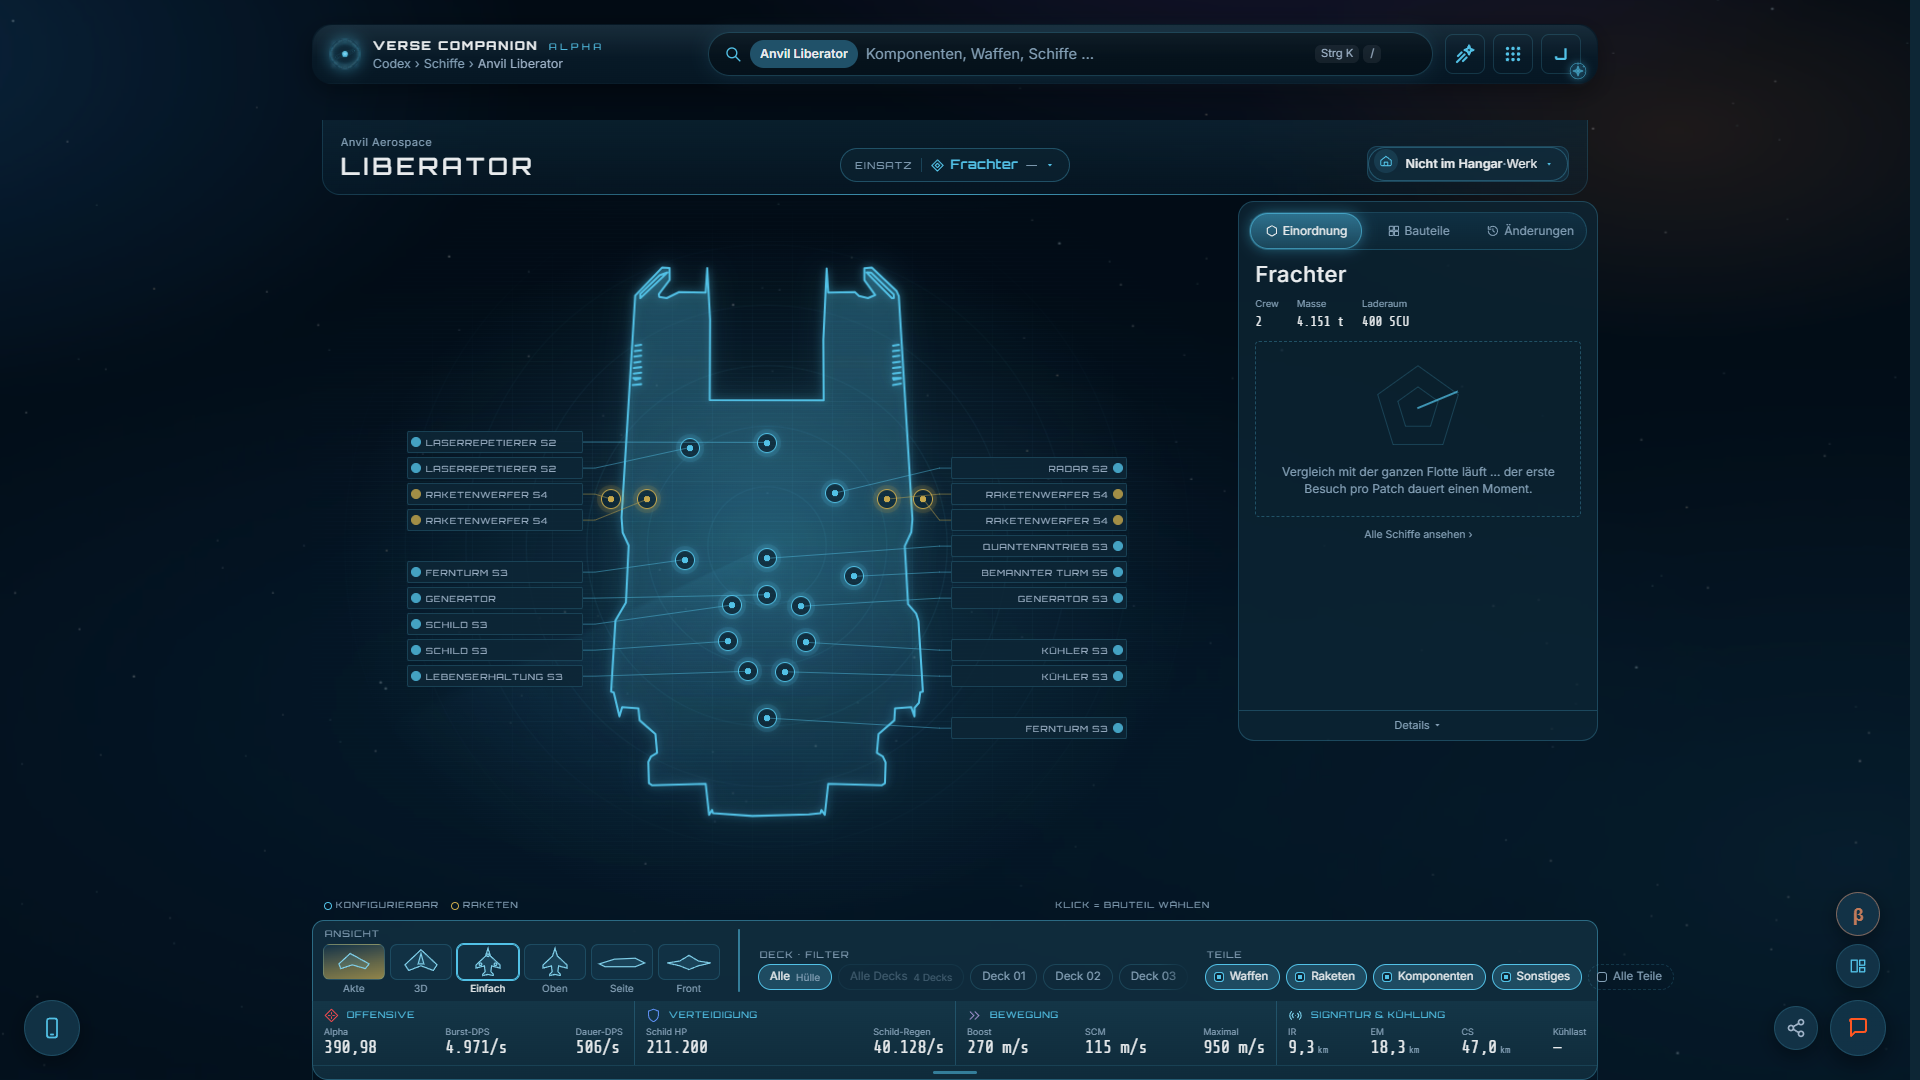 VERSE COMPANION ALPHA
Codex › Schiffe › Anvil Liberator
Anvil Liberator
Komponenten, Waffen, Schiffe ...
Strg K /
Anvil Aerospace
LIBERATOR
EINSATZ Frachter —
Nicht im Hangar·Werk
Einordnung
Bauteile
Änderungen
Frachter
Crew Masse Laderaum
2 4.151 t 400 SCU
Vergleich mit der ganzen Flotte läuft ... der erste
Besuch pro Patch dauert einen Moment.
Alle Schiffe ansehen ›
Details
LASERREPETIERER S2
LASERREPETIERER S2
RAKETENWERFER S4
RAKETENWERFER S4
FERNTURM S3
GENERATOR
SCHILD S3
SCHILD S3
LEBENSERHALTUNG S3
RADAR S2
RAKETENWERFER S4
RAKETENWERFER S4
QUANTENANTRIEB S3
BEMANNTER TURM S5
GENERATOR S3
KÜHLER S3
KÜHLER S3
FERNTURM S3
KONFIGURIERBAR RAKETEN
KLICK = BAUTEIL WÄHLEN
ANSICHT
Akte 3D Einfach Oben Seite Front
DECK · FILTER
Alle Hülle Alle Decks 4 Decks Deck 01 Deck 02 Deck 03
TEILE
Waffen Raketen Komponenten Sonstiges Alle Teile
OFFENSIVE
Alpha Burst-DPS Dauer-DPS
390,98 4.971/s 506/s
VERTEIDIGUNG
Schild HP Schild-Regen
211.200 40.128/s
BEWEGUNG
Boost SCM Maximal
270 m/s 115 m/s 950 m/s
SIGNATUR & KÜHLUNG
IR EM CS Kühllast
9,3 km 18,3 km 47,0 km —
β